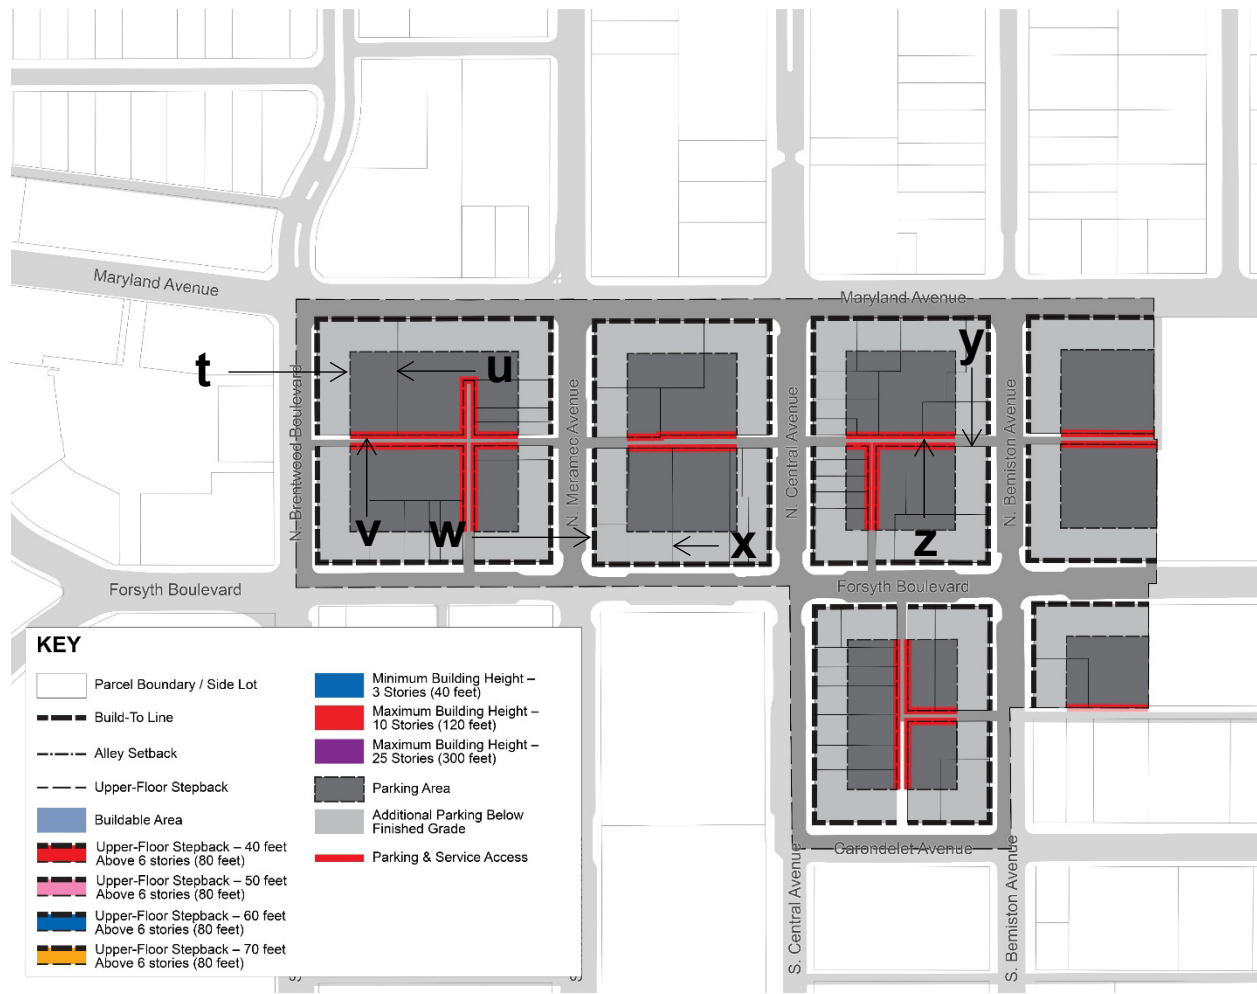 Maryland Avenue
Maryland Avenue
t
u
y
N. Brentwood Boulevard
N. Meramec Avenue
N. Central Avenue
N. Bemiston Avenue
v
w
x
z
Forsyth Boulevard
Forsyth Boulevard
KEY
Parcel Boundary / Side Lot
Build-To Line
Alley Setback
Upper-Floor Stepback
Buildable Area
Upper-Floor Stepback – 40 feet
Above 6 stories (80 feet)
Upper-Floor Stepback – 50 feet
Above 6 stories (80 feet)
Upper-Floor Stepback – 60 feet
Above 6 stories (80 feet)
Upper-Floor Stepback – 70 feet
Above 6 stories (80 feet)
Minimum Building Height –
3 Stories (40 feet)
Maximum Building Height –
10 Stories (120 feet)
Maximum Building Height –
25 Stories (300 feet)
Parking Area
Additional Parking Below
Finished Grade
Parking & Service Access
Carondelet Avenue
S. Central Avenue
S. Bemiston Avenue